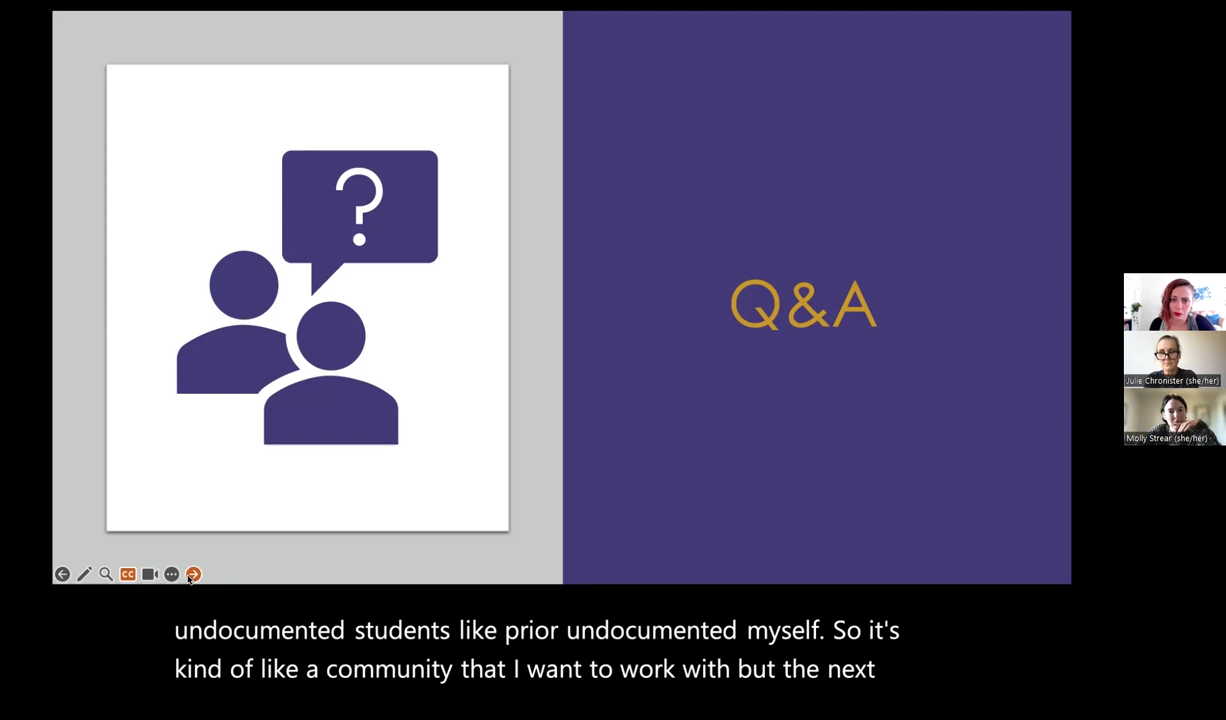 ?
Q&A
CC
Julie Chronister (she/her)
Molly Strear (she/her)
undocumented students like prior undocumented myself. So it's
kind of like a community that I want to work with but the next